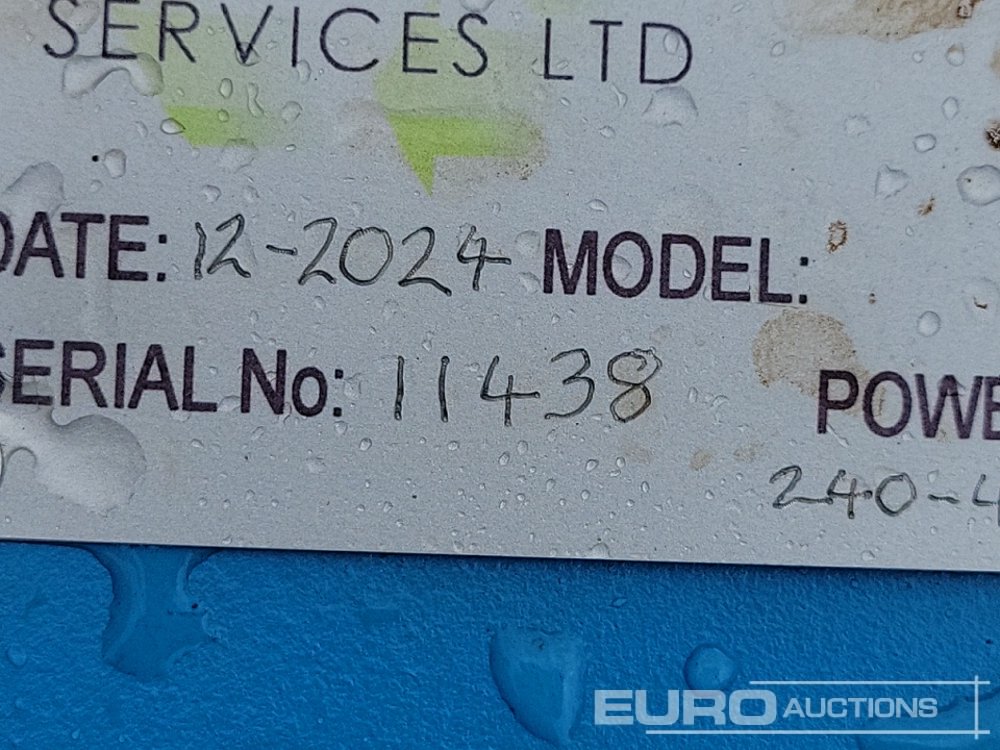 SERVICES LTD
DATE: 12-2024 MODEL:
SERIAL No: 11438 POWE
240-4
EURO AUCTIONS